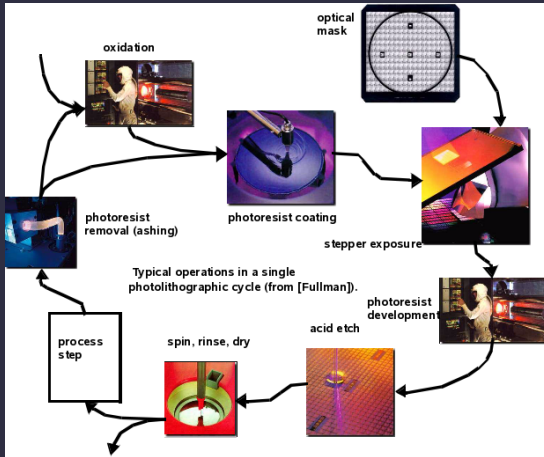 optical
mask
oxidation
photoresist
removal (ashing)
photoresist coating
stepper exposure
Typical operations in a single
photolithographic cycle (from [Fullman]).
photoresist
development
acid etch
spin, rinse, dry
process
step